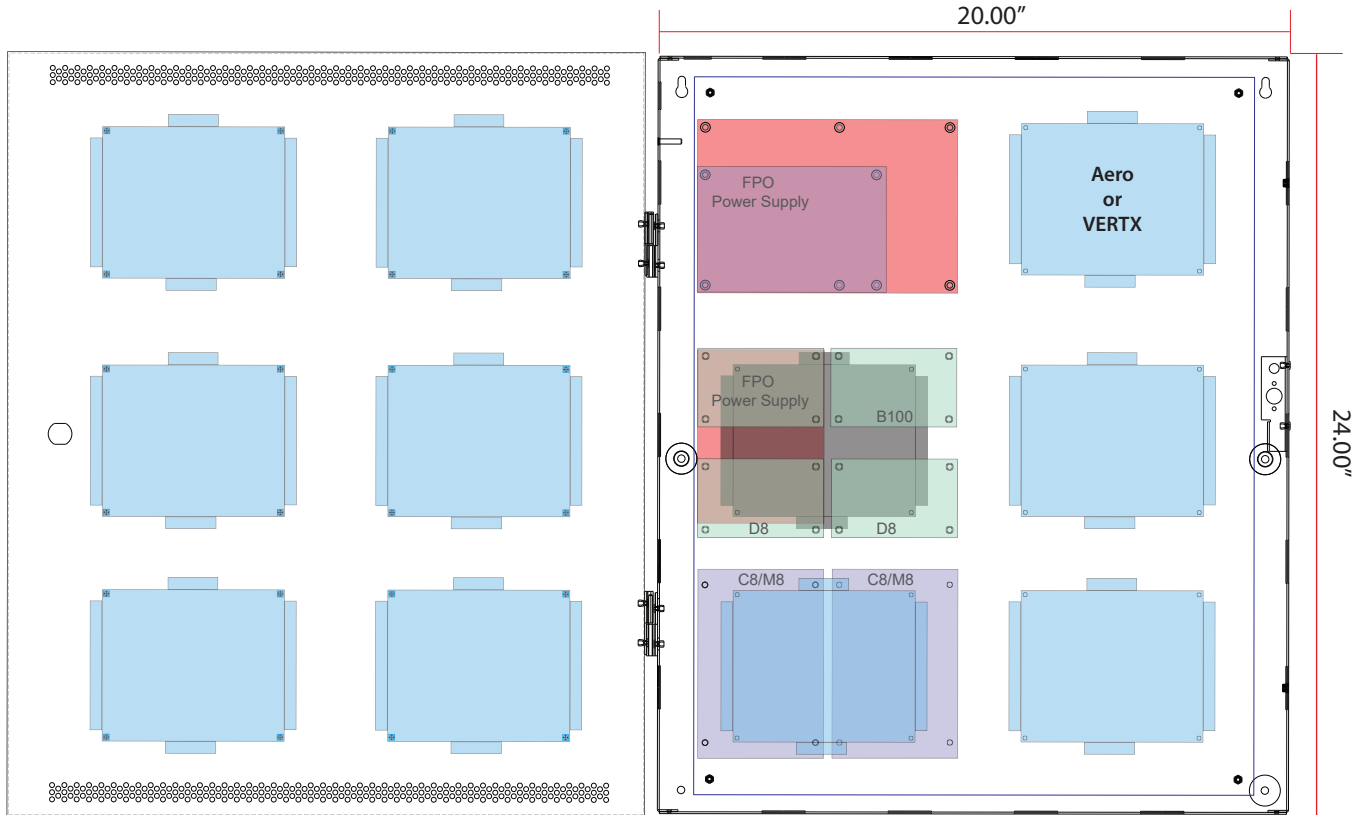 20.00”
FPO
Power Supply
Aero
or
VERTX
FPO
Power Supply
B100
24.00”
D8
D8
C8/M8
C8/M8